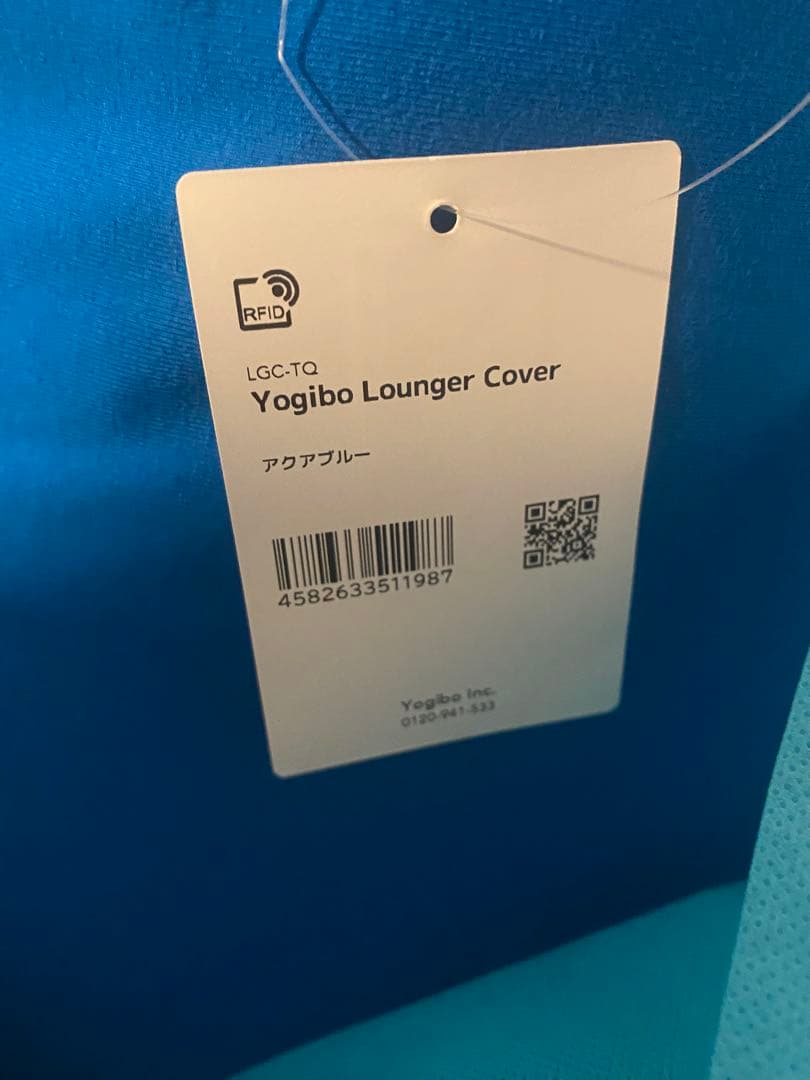 RFID
LGC-TQ
Yogibo Lounger Cover
アクアブルー
4582633511987
Yogibo Inc.
0120-941-533